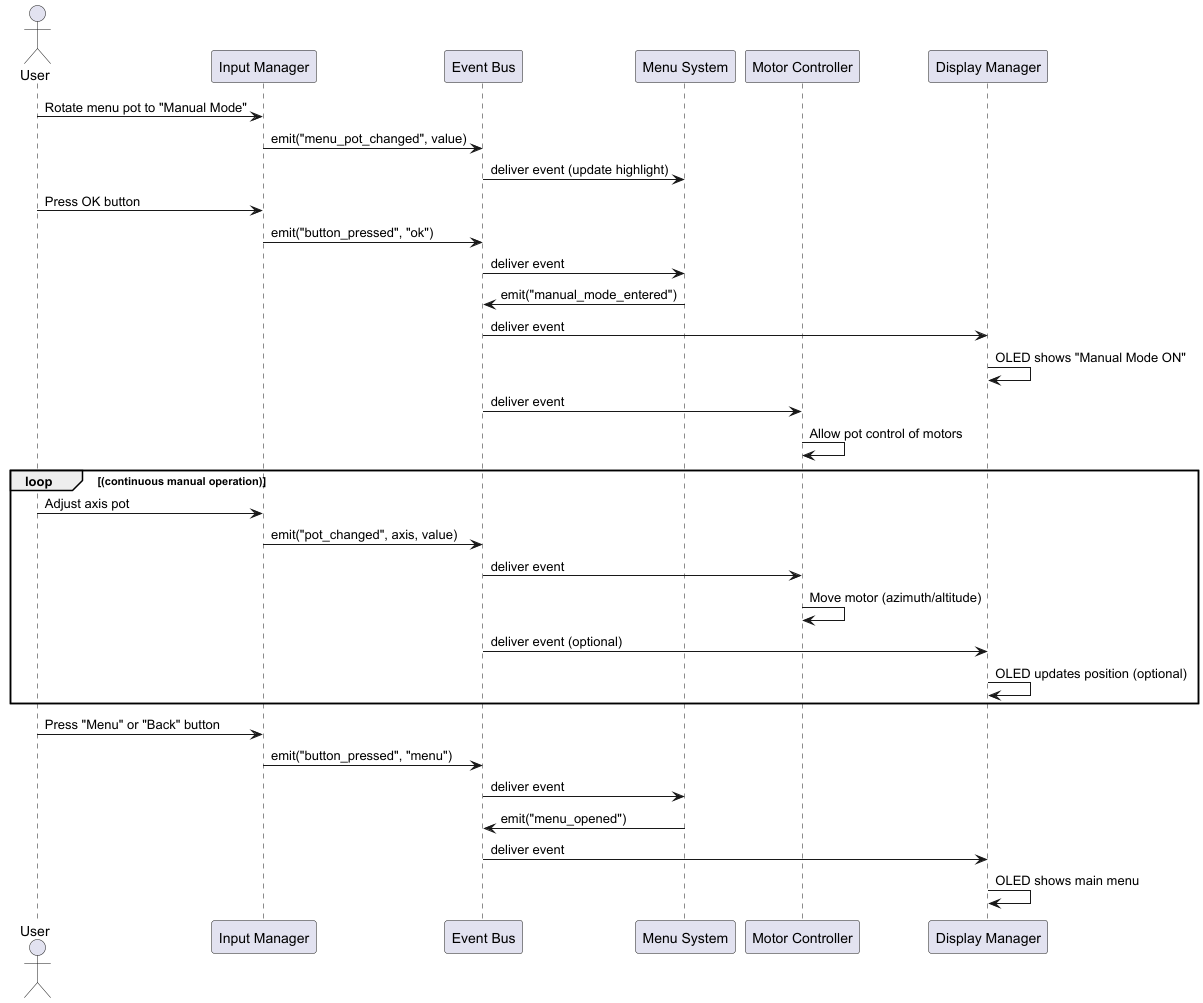 User
Input Manager
Event Bus
Menu System
Motor Controller
Display Manager
Rotate menu pot to "Manual Mode"
emit("menu_pot_changed", value)
deliver event (update highlight)
Press OK button
emit("button_pressed", "ok")
deliver event
emit("manual_mode_entered")
deliver event
OLED shows "Manual Mode ON"
deliver event
Allow pot control of motors
loop
[(continuous manual operation)]
Adjust axis pot
emit("pot_changed", axis, value)
deliver event
Move motor (azimuth/altitude)
deliver event (optional)
OLED updates position (optional)
Press "Menu" or "Back" button
emit("button_pressed", "menu")
deliver event
emit("menu_opened")
deliver event
OLED shows main menu
User
Input Manager
Event Bus
Menu System
Motor Controller
Display Manager